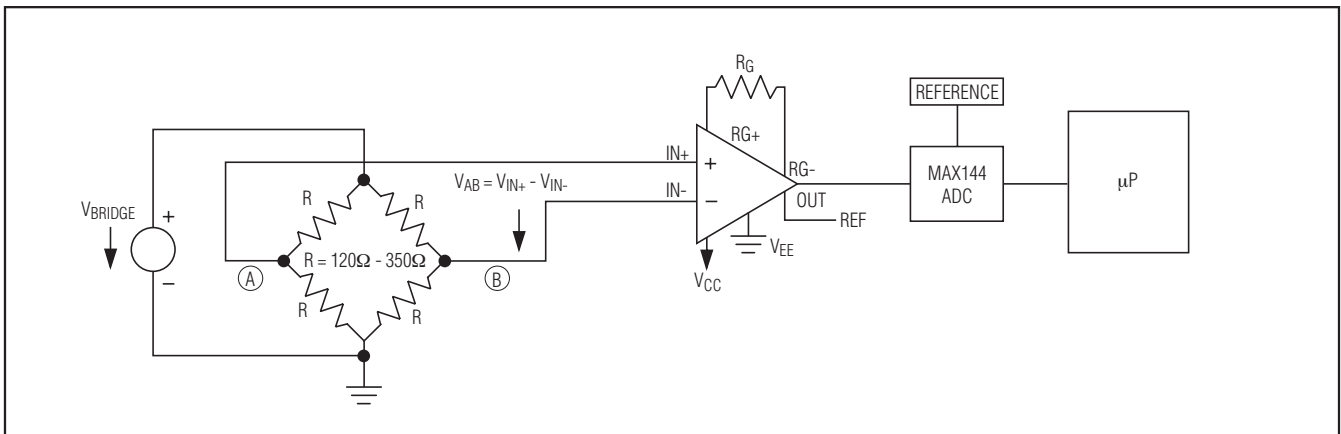 RG
REFERENCE
RG+
IN+
+
RG-
MAX144
ADC
μP
VAB = VIN+ - VIN-
IN-
−
OUT
REF
R
R
VBRIDGE
+
−
R = 120Ω - 350Ω
A
B
VEE
VCC
R
R